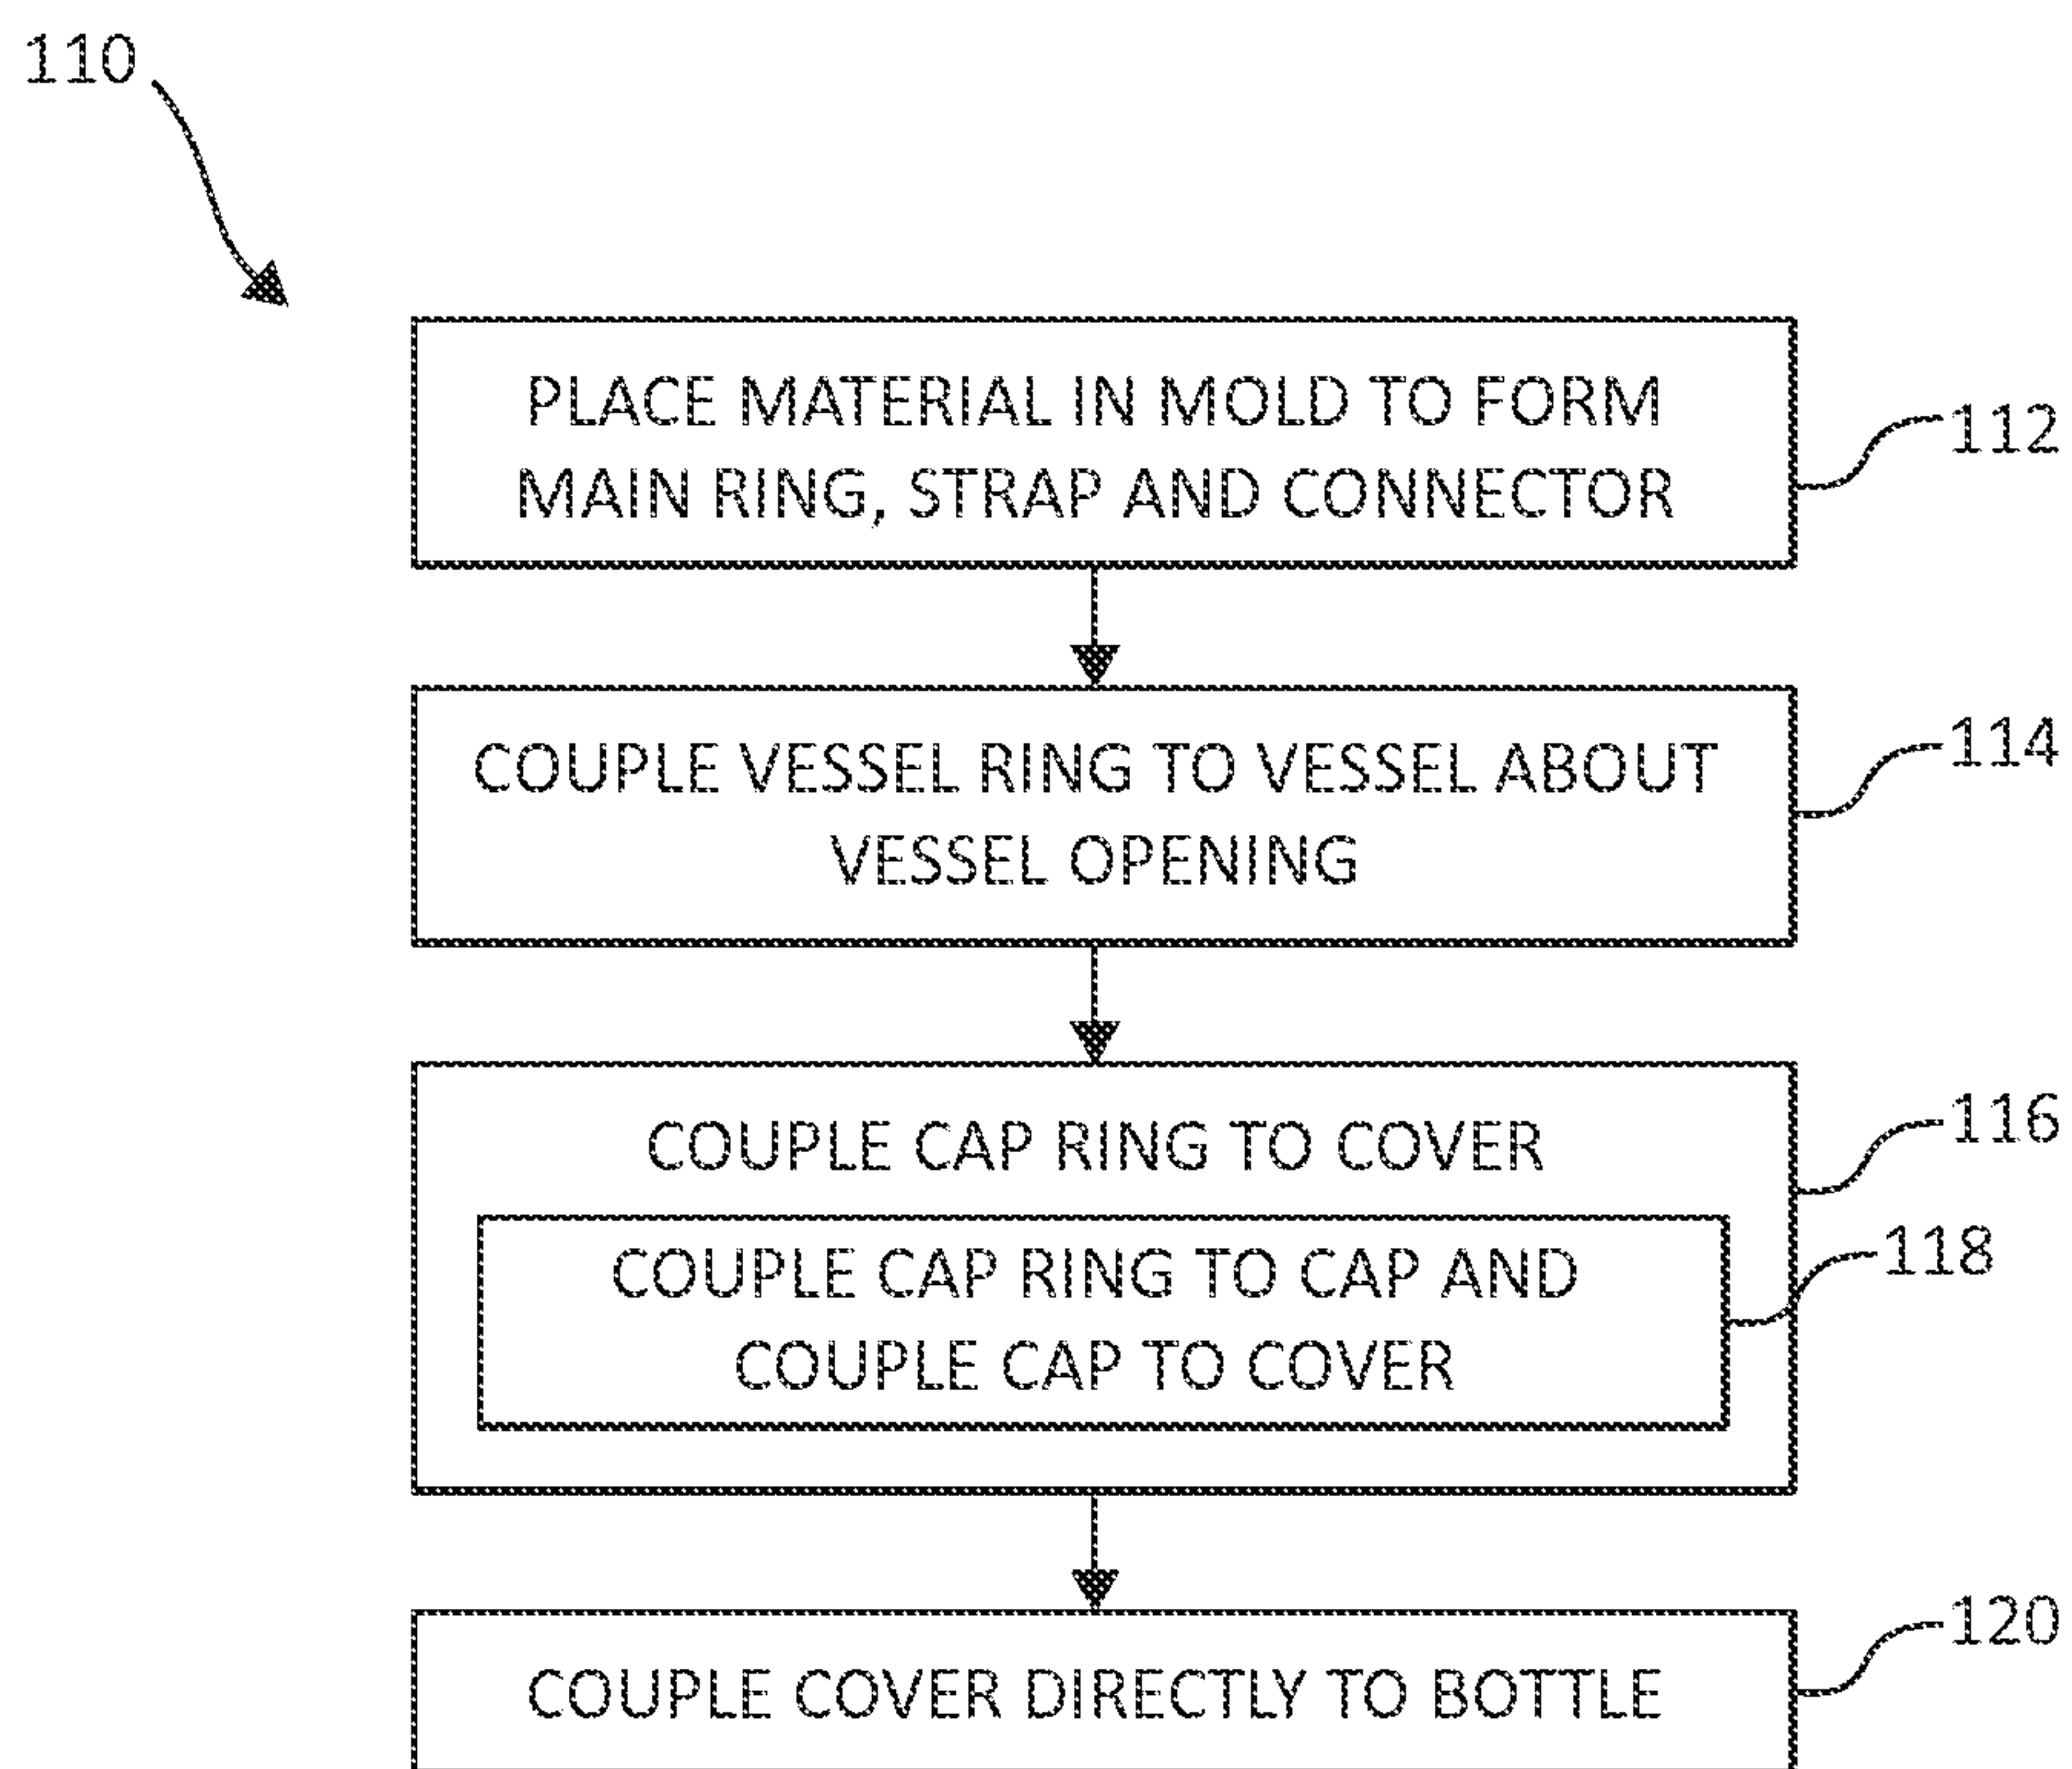 110
PLACE MATERIAL IN MOLD TO FORM
MAIN RING, STRAP AND CONNECTOR
112
COUPLE VESSEL RING TO VESSEL ABOUT
VESSEL OPENING
114
COUPLE CAP RING TO COVER
116
COUPLE CAP RING TO CAP AND
COUPLE CAP TO COVER
118
COUPLE COVER DIRECTLY TO BOTTLE
120